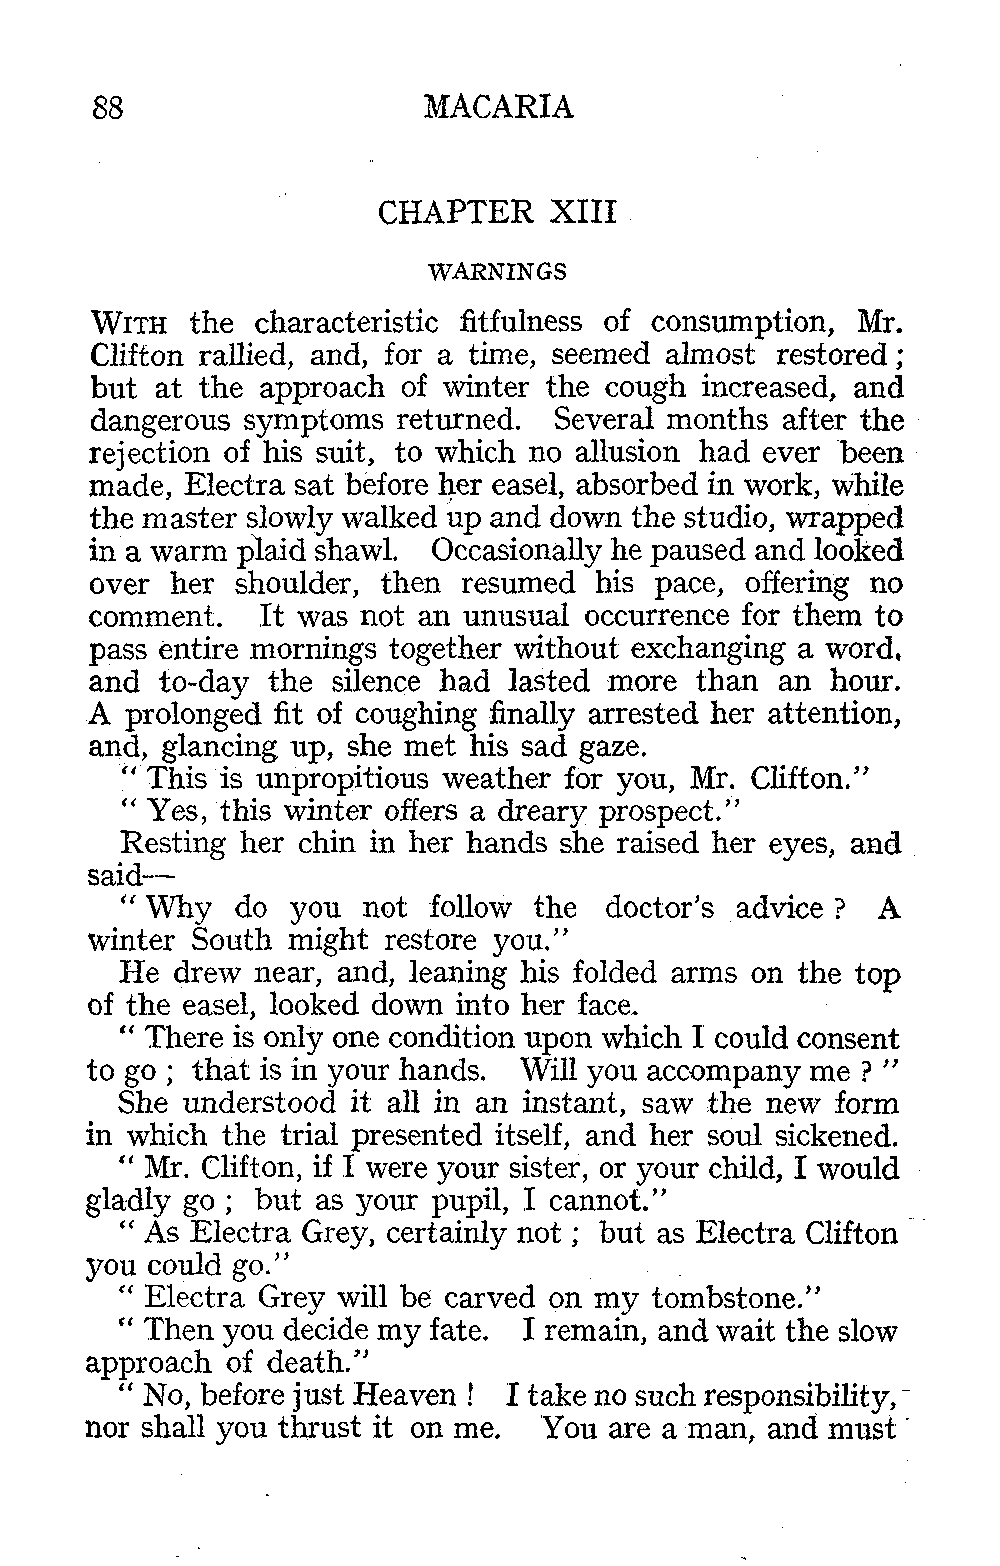 88 MACARIA
CHAPTER XIII
WARNINGS
WITH the characteristic fitfulness of consumption, Mr.
Clifton rallied, and, for a time, seemed almost restored ;
but at the approach of winter the cough increased, and
dangerous symptoms returned. Several months after the
rejection of his suit, to which no allusion had ever been
made, Electra sat before her easel, absorbed in work, while
the master slowly walked up and down the studio, wrapped
in a warm plaid shawl. Occasionally he paused and looked
over her shoulder, then resumed his pace, offering no
comment. It was not an unusual occurrence for them to
pass entire mornings together without exchanging a word,
and to-day the silence had lasted more than an hour.
A prolonged fit of coughing finally arrested her attention,
and, glancing up, she met his sad gaze.
“ This is unpropitious weather for you, Mr. Clifton.”
“ Yes, this winter offers a dreary prospect.”
Resting her chin in her hands she raised her eyes, and
said—
“ Why do you not follow the doctor’s advice ? A
winter South might restore you.”
He drew near, and, leaning his folded arms on the top
of the easel, looked down into her face.
“ There is only one condition upon which I could consent
to go ; that is in your hands. Will you accompany me ? ”
She understood it all in an instant, saw the new form
in which the trial presented itself, and her soul sickened.
“ Mr. Clifton, if I were your sister, or your child, I would
gladly go ; but as your pupil, I cannot.”
“ As Electra Grey, certainly not ; but as Electra Clifton
you could go.”
“ Electra Grey will be carved on my tombstone.”
“ Then you decide my fate. I remain, and wait the slow
approach of death.”
“ No, before just Heaven ! I take no such responsibility,
nor shall you thrust it on me. You are a man, and must